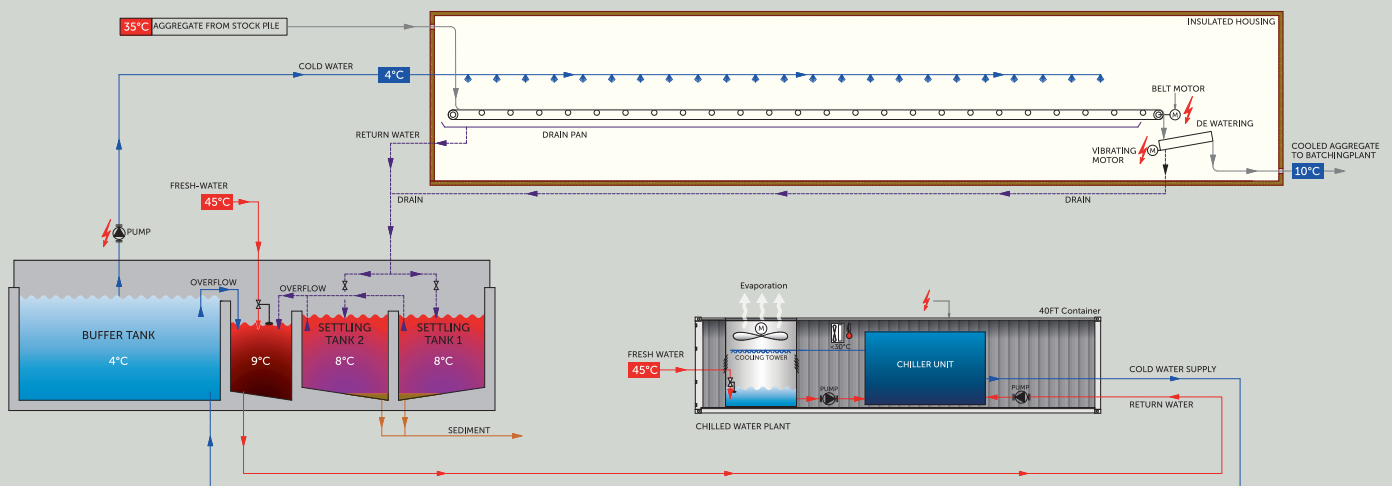 35°C AGGREGATE FROM STOCK PILE
INSULATED HOUSING
COLD WATER
4°C
BELT MOTOR
M
DE WATERING
RETURN WATER
DRAIN PAN
VIBRATING
MOTOR
M
COOLED AGGREGATE
TO BATCHINGPLANT
10°C
FRESH-WATER
45°C
DRAIN
DRAIN
PUMP
OVERFLOW
OVERFLOW
BUFFER TANK
4°C
9°C
SETTLING
TANK 2
8°C
SETTLING
TANK 1
8°C
SEDIMENT
Evaporation
40FT Container
M
<30°C
COOLING TOWER
FRESH WATER
45°C
CHILLER UNIT
PUMP
PUMP
COLD WATER SUPPLY
RETURN WATER
CHILLED WATER PLANT